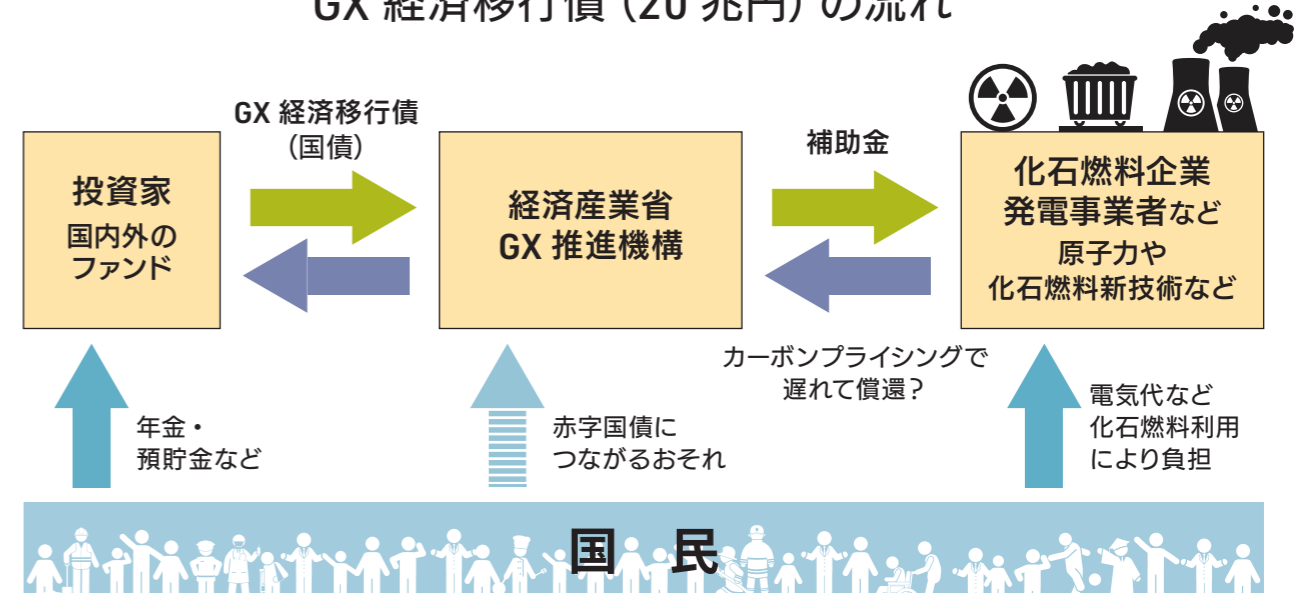 GX 経済移行債（20 兆円）の流れ
GX 経済移行債
（国債）
投資家
国内外の
ファンド
経済産業省
GX 推進機構
補助金
化石燃料企業
発電事業者など
原子力や
化石燃料新技術など
カーボンプライシングで
遅れて償還？
年金・
預貯金など
赤字国債に
つながるおそれ
電気代など
化石燃料利用
により負担
国民